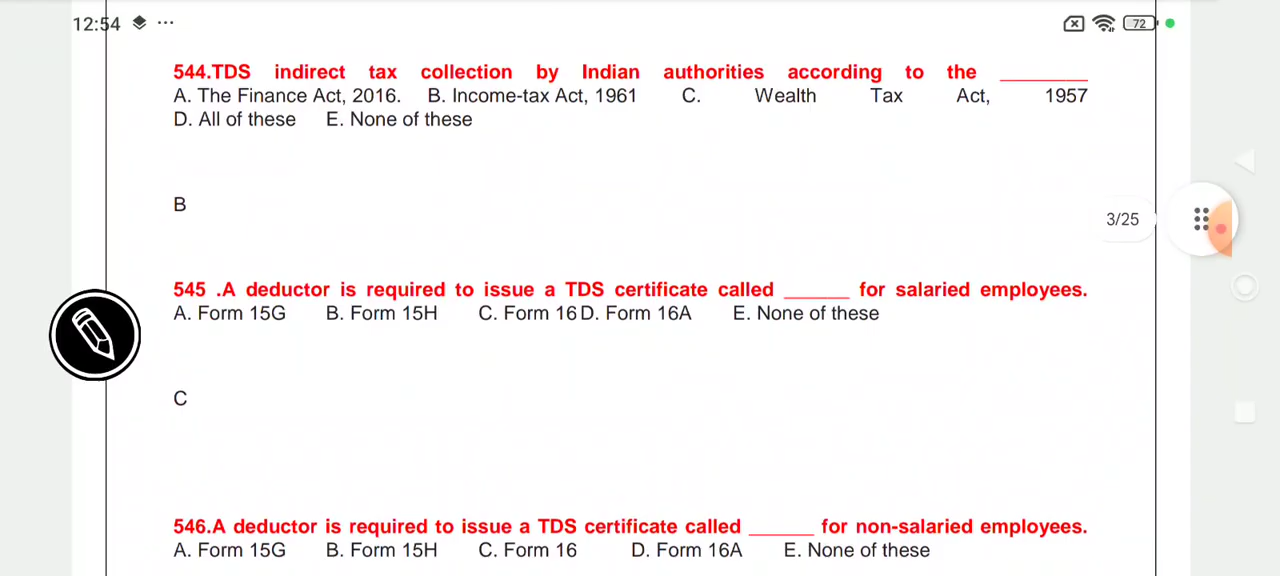 12:54 ...
72
544.TDS indirect tax collection by Indian authorities according to the ________
A. The Finance Act, 2016. B. Income-tax Act, 1961 C. Wealth Tax Act, 1957
D. All of these E. None of these
B
3/25
545 .A deductor is required to issue a TDS certificate called ______ for salaried employees.
A. Form 15G B. Form 15H C. Form 16 D. Form 16A E. None of these
C
546.A deductor is required to issue a TDS certificate called ______ for non-salaried employees.
A. Form 15G B. Form 15H C. Form 16 D. Form 16A E. None of these